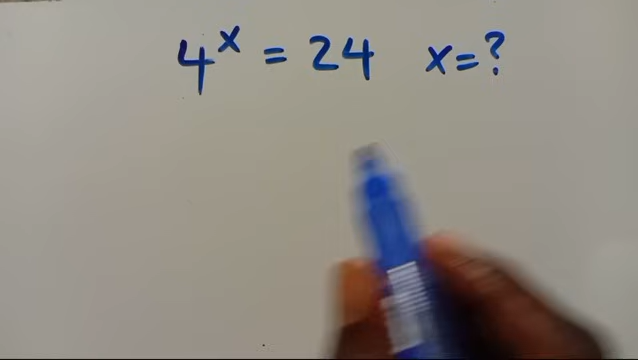 4^x = 24 x = ?